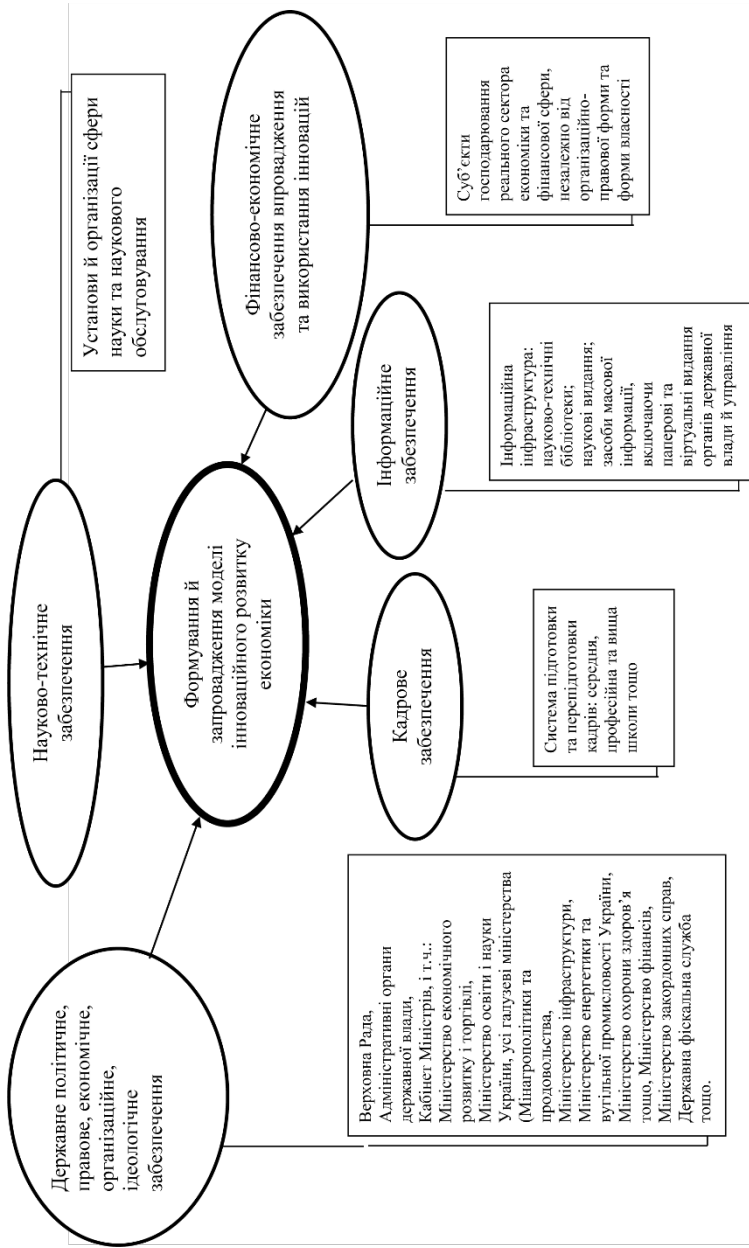 Державне політичне,
правове, економічне,
організаційне,
ідеологічне
забезпечення
Науково-технічне
забезпечення
Установи й організації сфери
науки та наукового
обслуговування
Формування й
запровадження моделі
інноваційного розвитку
економіки
Фінансово-економічне
забезпечення впровадження
та використання інновацій
Кадрове
забезпечення
Інформаційне
забезпечення
Верховна Рада,
Адміністративні органи
державної влади,
Кабінет Міністрів, і т.ч.:
Міністерство економічного
розвитку і торгівлі,
Міністерство освіти і науки
України, усі галузеві міністерства
(Мінагрополітики та
продовольства,
Міністерство інфраструктури,
Міністерство енергетики та
вугільної промисловості України,
Міністерство охорони здоров’я
тощо, Міністерство фінансів,
Міністерство закордонних справ,
Державна фіскальна служба
тощо.
Система підготовки
та перепідготовки
кадрів: середня,
професійна та вища
школи тощо
Інформаційна
інфраструктура:
науково-технічні
бібліотеки;
наукові видання;
засоби масової
інформації,
включаючи
паперові та
віртуальні видання
органів державної
влади й управління
Суб’єкти
господарювання
реального сектора
економіки та
фінансової сфери,
незалежно від
організаційно-
правової форми та
форми власності